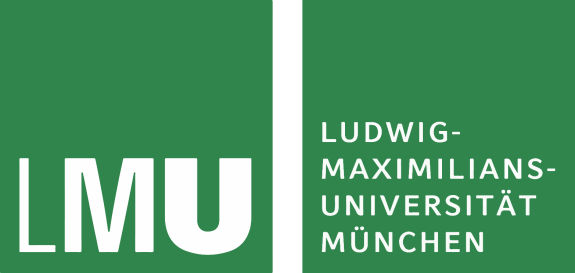 LMU
LUDWIG-
MAXIMILIANS-
UNIVERSITÄT
MÜNCHEN